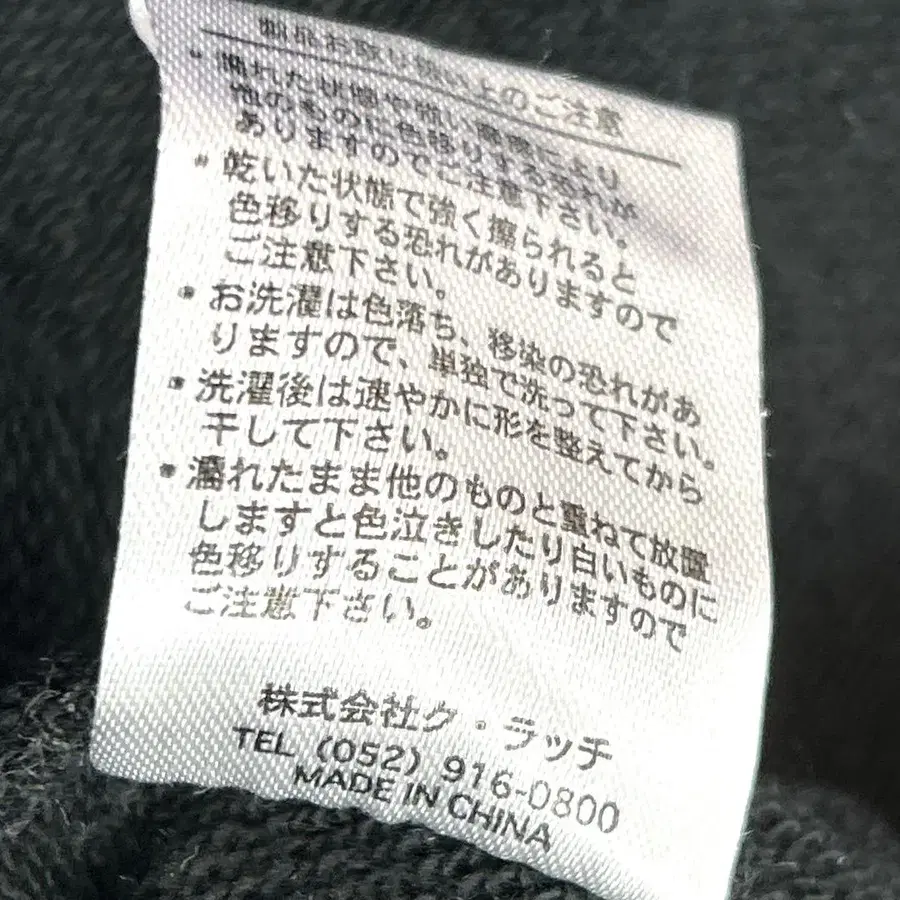 製品お取り扱い上のご注意
• 濡れた状態や強い摩擦により
他のものに色移りする恐れが
ありますのでご注意下さい。
• 乾いた状態で強く擦られると
色移りする恐れがありますので
ご注意下さい。
• お洗濯は色落ち、移染の恐れがあ
りますので、単独で洗って下さい。
• 洗濯後は速やかに形を整えてから
干して下さい。
• 濡れたまま他のものと重ねて放置
しますと色泣きしたり白いものに
色移りすることがありますので
ご注意下さい。
株式会社ク・ラッチ
TEL (052) 916-0800
MADE IN CHINA